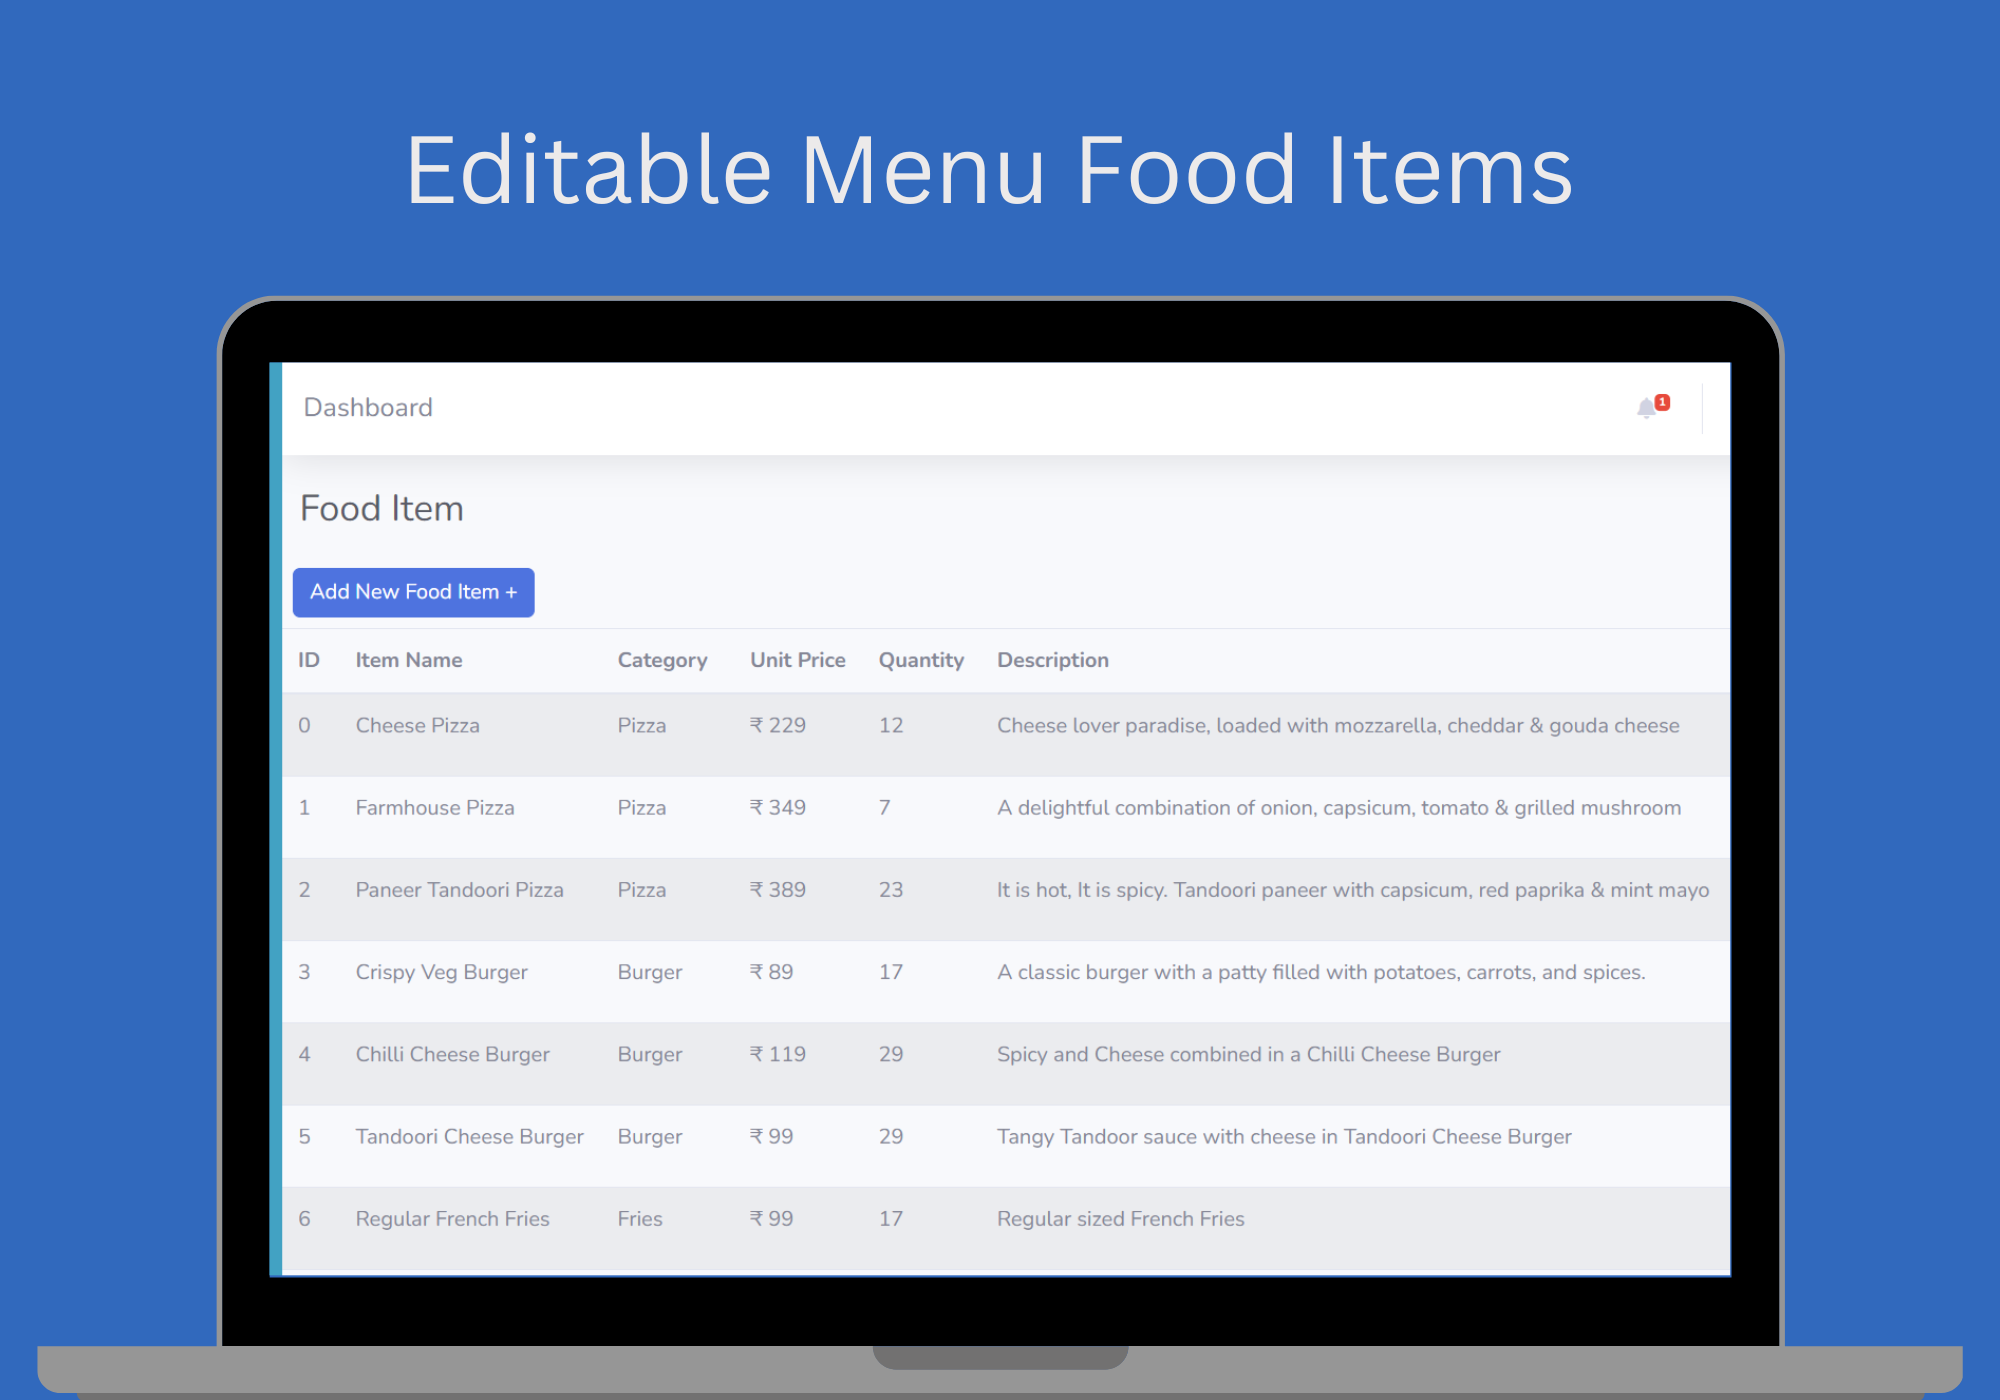 Editable Menu Food Items
Dashboard
1
Food Item
Add New Food Item +
ID Item Name Category Unit Price Quantity Description
0 Cheese Pizza Pizza ₹ 229 12 Cheese lover paradise, loaded with mozzarella, cheddar & gouda cheese
1 Farmhouse Pizza Pizza ₹ 349 7 A delightful combination of onion, capsicum, tomato & grilled mushroom
2 Paneer Tandoori Pizza Pizza ₹ 389 23 It is hot, It is spicy. Tandoori paneer with capsicum, red paprika & mint mayo
3 Crispy Veg Burger Burger ₹ 89 17 A classic burger with a patty filled with potatoes, carrots, and spices.
4 Chilli Cheese Burger Burger ₹ 119 29 Spicy and Cheese combined in a Chilli Cheese Burger
5 Tandoori Cheese Burger Burger ₹ 99 29 Tangy Tandoor sauce with cheese in Tandoori Cheese Burger
6 Regular French Fries Fries ₹ 99 17 Regular sized French Fries